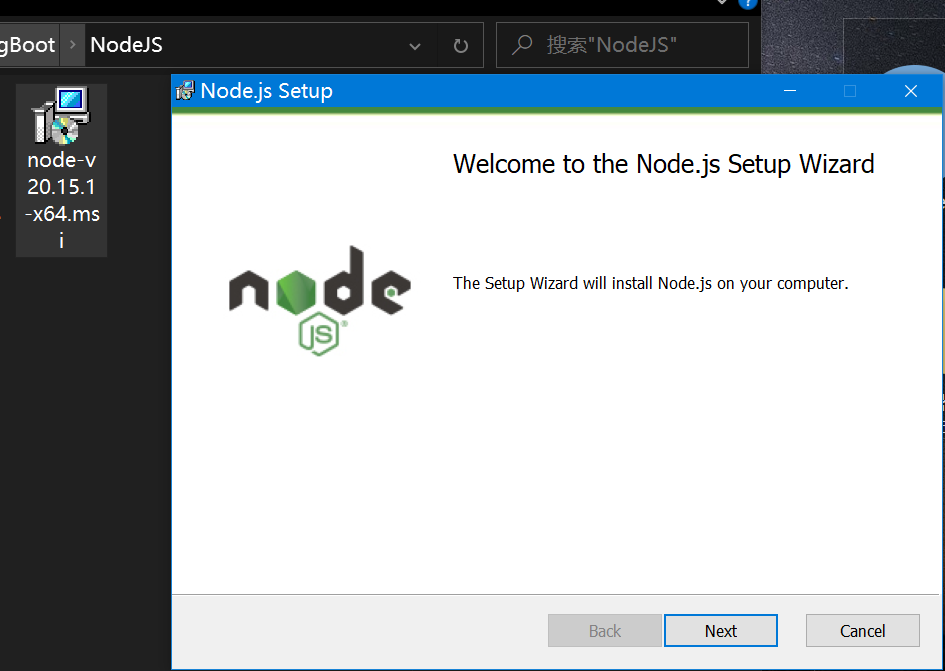 gBoot
NodeJS
搜索"NodeJS"
node-v
20.15.1
-x64.ms
i
Node.js Setup
Welcome to the Node.js Setup Wizard
The Setup Wizard will install Node.js on your computer.
node
JS
Back
Next
Cancel